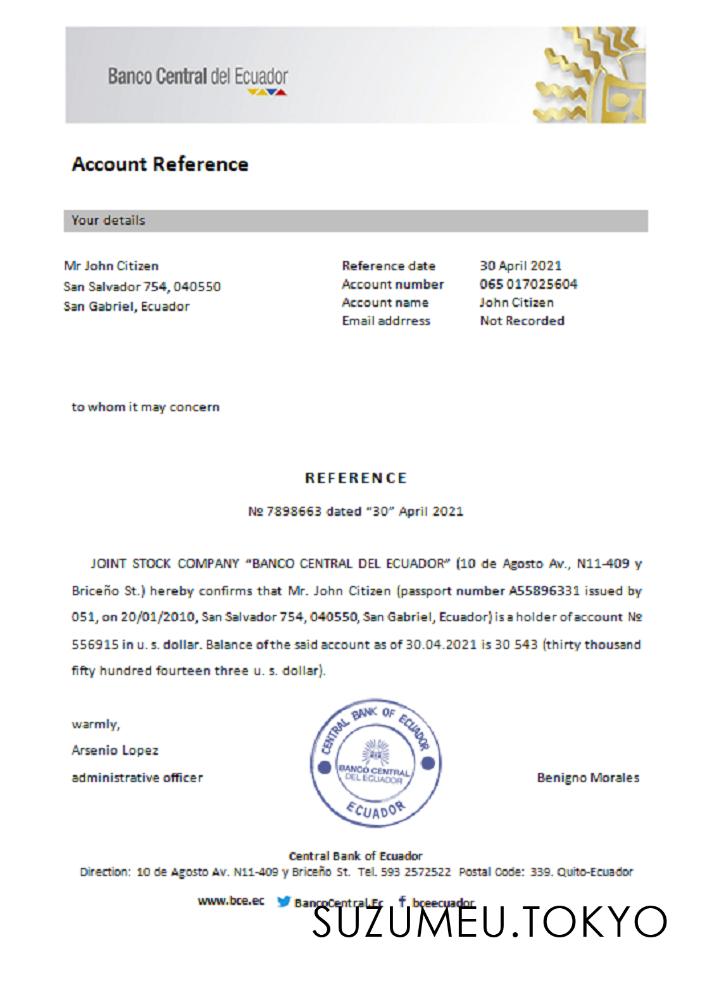 Banco Central del Ecuador
Account Reference
Your details
Mr John Citizen
San Salvador 754, 040550
San Gabriel, Ecuador
Reference date 30 April 2021
Account number 065 017025604
Account name John Citizen
Email addrress Not Recorded
to whom it may concern
REFERENCE
№ 7898663 dated “30” April 2021
JOINT STOCK COMPANY “BANCO CENTRAL DEL ECUADOR” (10 de Agosto Av., N11-409 y
Briceño St.) hereby confirms that Mr. John Citizen (passport number A55896331 issued by
051, on 20/01/2010, San Salvador 754, 040550, San Gabriel, Ecuador) is a holder of account №
556915 in u. s. dollar. Balance of the said account as of 30.04.2021 is 30 543 (thirty thousand
fifty hundred fourteen three u. s. dollar).
warmly,
Arsenio Lopez
administrative officer
CENTRAL BANK OF ECUADOR
BANCO CENTRAL
DEL ECUADOR
ECUADOR
Benigno Morales
Central Bank of Ecuador
Direction: 10 de Agosto Av. N11-409 y Briceño St. Tel. 593 2572522 Postal Code: 339. Quito-Ecuador
www.bce.ec BancoCentral.Ec bceecuador
SUZUMEU.TOKYO